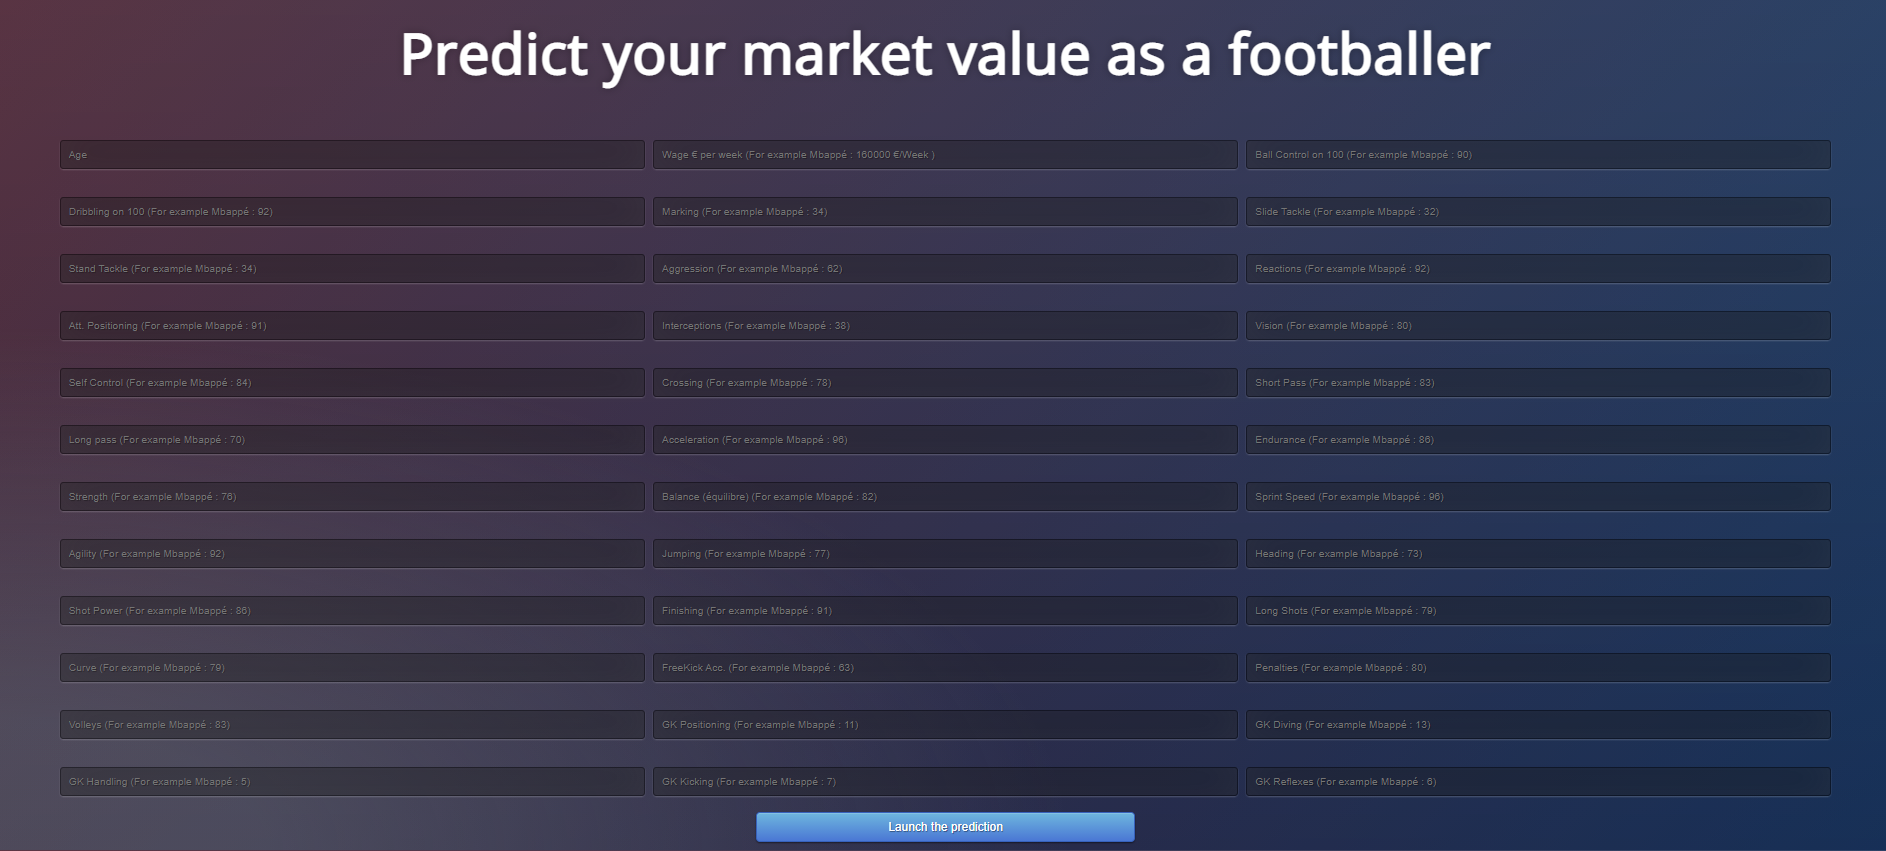 Predict your market value as a footballer
Age
Wage € per week (For example Mbappé : 160000 €/Week )
Ball Control on 100 (For example Mbappé : 90)
Dribbling on 100 (For example Mbappé : 92)
Marking (For example Mbappé : 34)
Slide Tackle (For example Mbappé : 32)
Stand Tackle (For example Mbappé : 34)
Aggression (For example Mbappé : 62)
Reactions (For example Mbappé : 92)
Att. Positioning (For example Mbappé : 91)
Interceptions (For example Mbappé : 38)
Vision (For example Mbappé : 80)
Self Control (For example Mbappé : 84)
Crossing (For example Mbappé : 78)
Short Pass (For example Mbappé : 83)
Long pass (For example Mbappé : 70)
Acceleration (For example Mbappé : 96)
Endurance (For example Mbappé : 86)
Strength (For example Mbappé : 76)
Balance (équilibre) (For example Mbappé : 82)
Sprint Speed (For example Mbappé : 96)
Agility (For example Mbappé : 92)
Jumping (For example Mbappé : 77)
Heading (For example Mbappé : 73)
Shot Power (For example Mbappé : 86)
Finishing (For example Mbappé : 91)
Long Shots (For example Mbappé : 79)
Curve (For example Mbappé : 79)
FreeKick Acc. (For example Mbappé : 63)
Penalties (For example Mbappé : 80)
Volleys (For example Mbappé : 83)
GK Positioning (For example Mbappé : 11)
GK Diving (For example Mbappé : 13)
GK Handling (For example Mbappé : 5)
GK Kicking (For example Mbappé : 7)
GK Reflexes (For example Mbappé : 6)
Launch the prediction